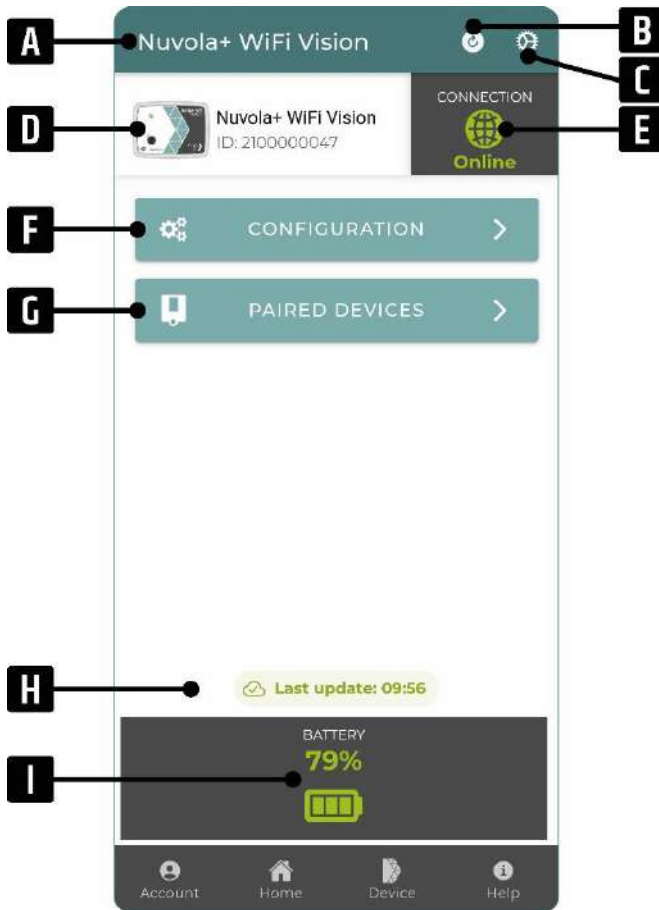 A
Nuvola+ WiFi Vision
B
C
D
Nuvola+ WiFi Vision
ID: 2100000047
CONNECTION
Online
E
F
CONFIGURATION
G
PAIRED DEVICES
H
Last update: 09:56
I
BATTERY
79%
Account
Home
Device
Help